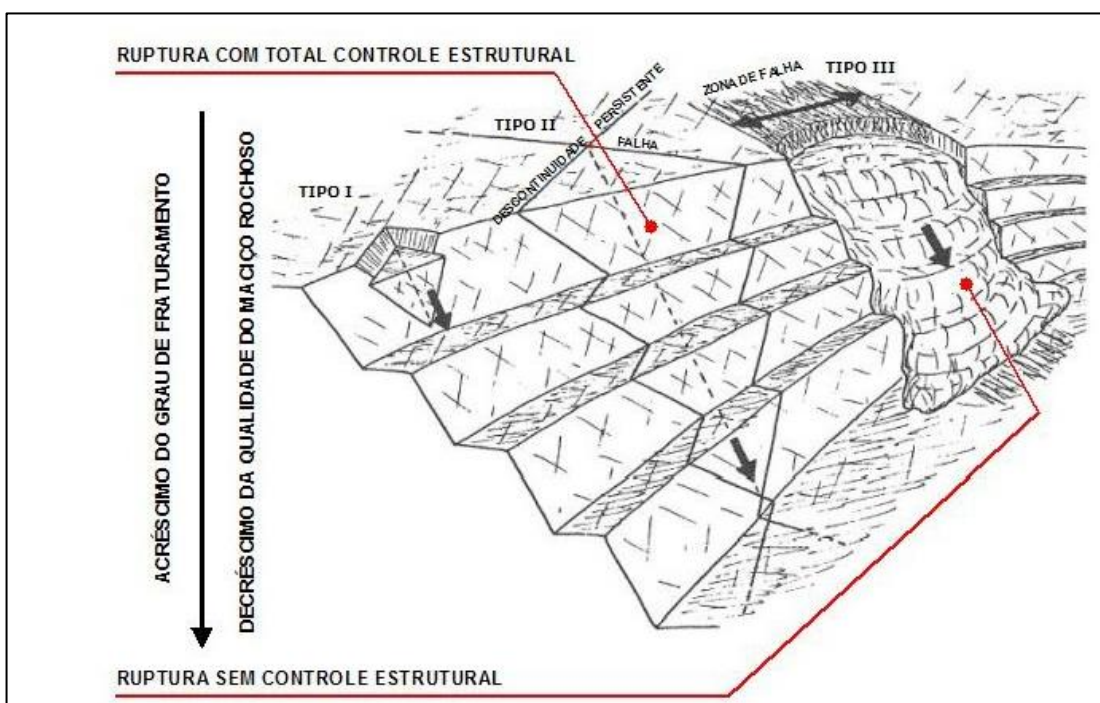 RUPTURA COM TOTAL CONTROLE ESTRUTURAL
ZONA DE FALHA
TIPO III
TIPO II
DESCONTINUIDADE PERSISTENTE
FALHA
TIPO I
ACRÉSCIMO DO GRAU DE FRATURAMENTO
DECRÉSCIMO DA QUALIDADE DO MACIÇO ROCHOSO
RUPTURA SEM CONTROLE ESTRUTURAL